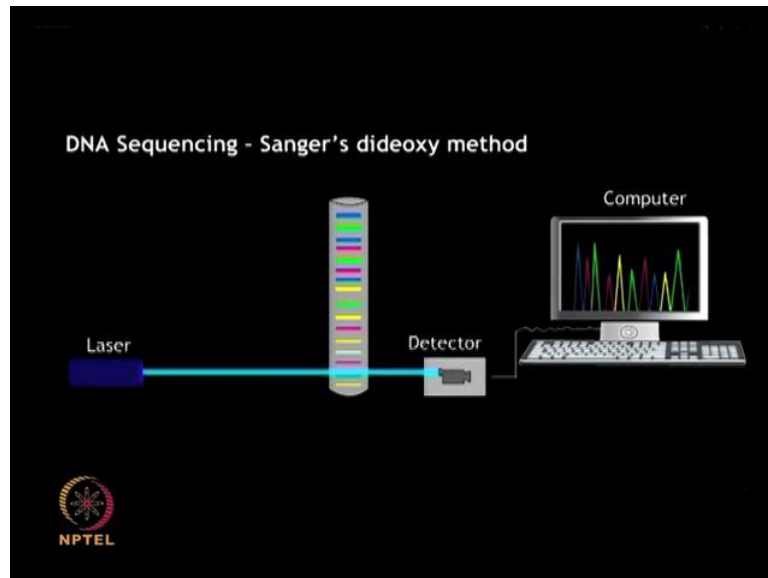 DNA Sequencing - Sanger's dideoxy method
Computer
Laser
Detector
NPTEL